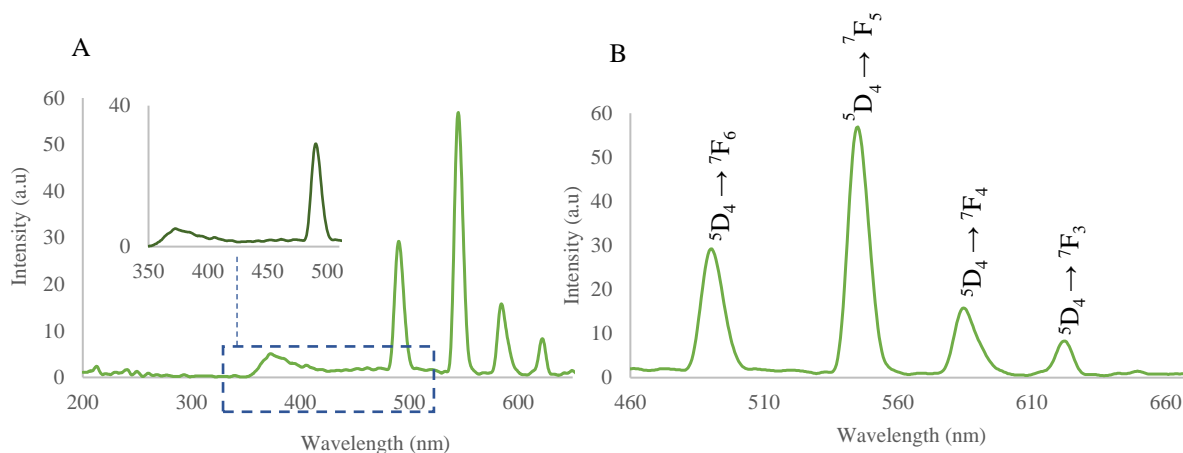 A
60
50
40
30
20
10
0
Intensity (a.u)
200 300 400 500 600
Wavelength (nm)
40
0
350 400 450 500
B
60
50
40
30
20
10
0
Intensity (a.u)
460 510 560 610 660
Wavelength (nm)
⁵D₄ → ⁷F₆
⁵D₄ → ⁷F₅
⁵D₄ → ⁷F₄
⁵D₄ → ⁷F₃